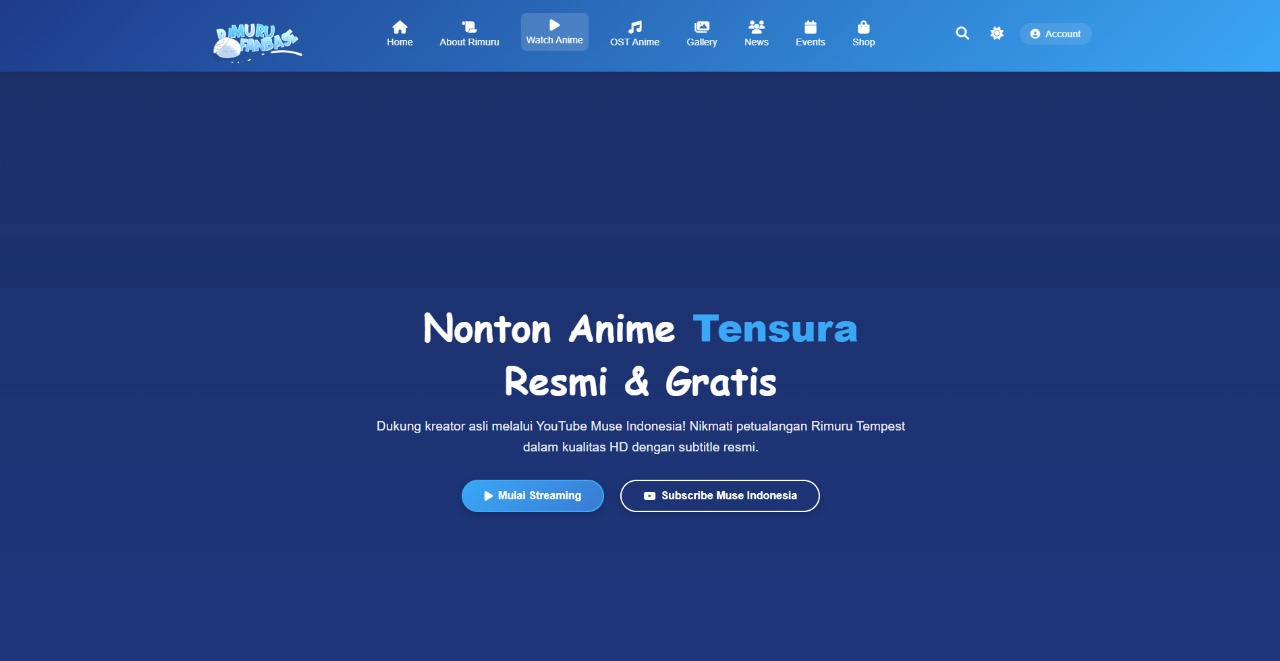 RIMURU
FANBASE
Home
About Rimuru
Watch Anime
OST Anime
Gallery
News
Events
Shop
Account
Nonton Anime Tensura
Resmi & Gratis
Dukung kreator asli melalui YouTube Muse Indonesia! Nikmati petualangan Rimuru Tempest
dalam kualitas HD dengan subtitle resmi.
Mulai Streaming
Subscribe Muse Indonesia